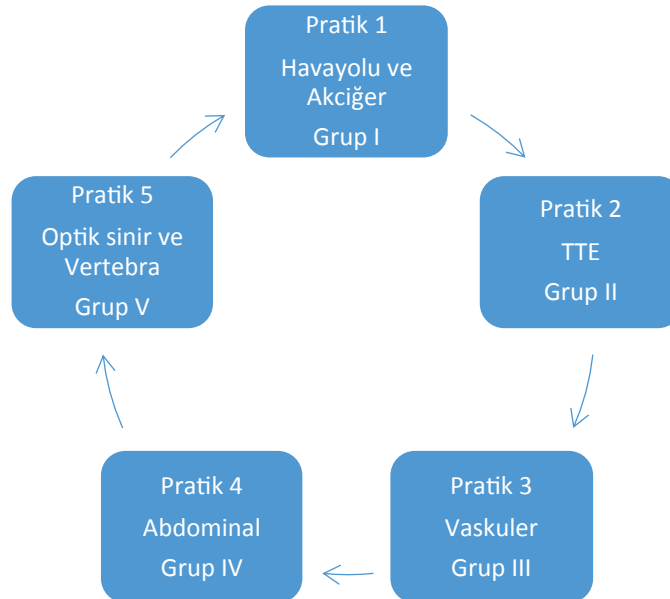 Pratik 1
Havayolu ve
Akciğer
Grup I
Pratik 2
TTE
Grup II
Pratik 3
Vaskuler
Grup III
Pratik 4
Abdominal
Grup IV
Pratik 5
Optik sinir ve
Vertebra
Grup V